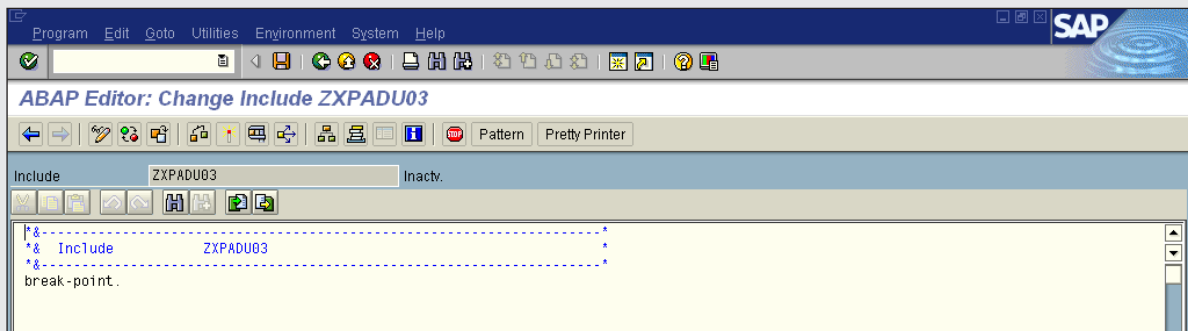 Program Edit Goto Utilities Environment System Help
SAP
ABAP Editor: Change Include ZXPADU03
STOP Pattern Pretty Printer
Include ZXPADU03 Inactv.
*&---------------------------------------------------------------------*
*&  Include           ZXPADU03                                         *
*&---------------------------------------------------------------------*
break-point.